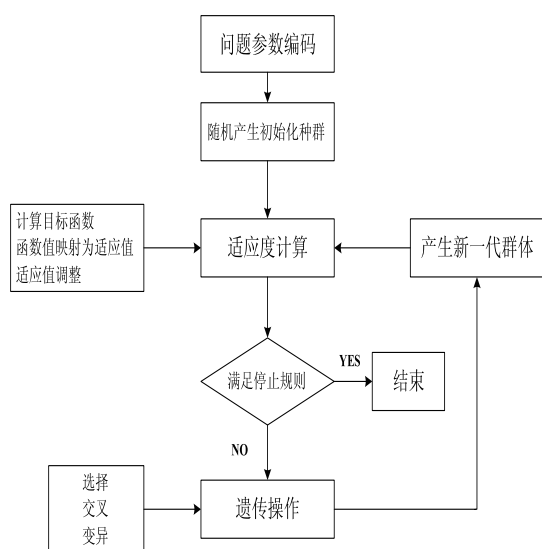 问题参数编码
随机产生初始化种群
计算目标函数
函数值映射为适应值
适应值调整
适应度计算
产生新一代群体
满足停止规则
YES
结束
NO
选择
交叉
变异
遗传操作